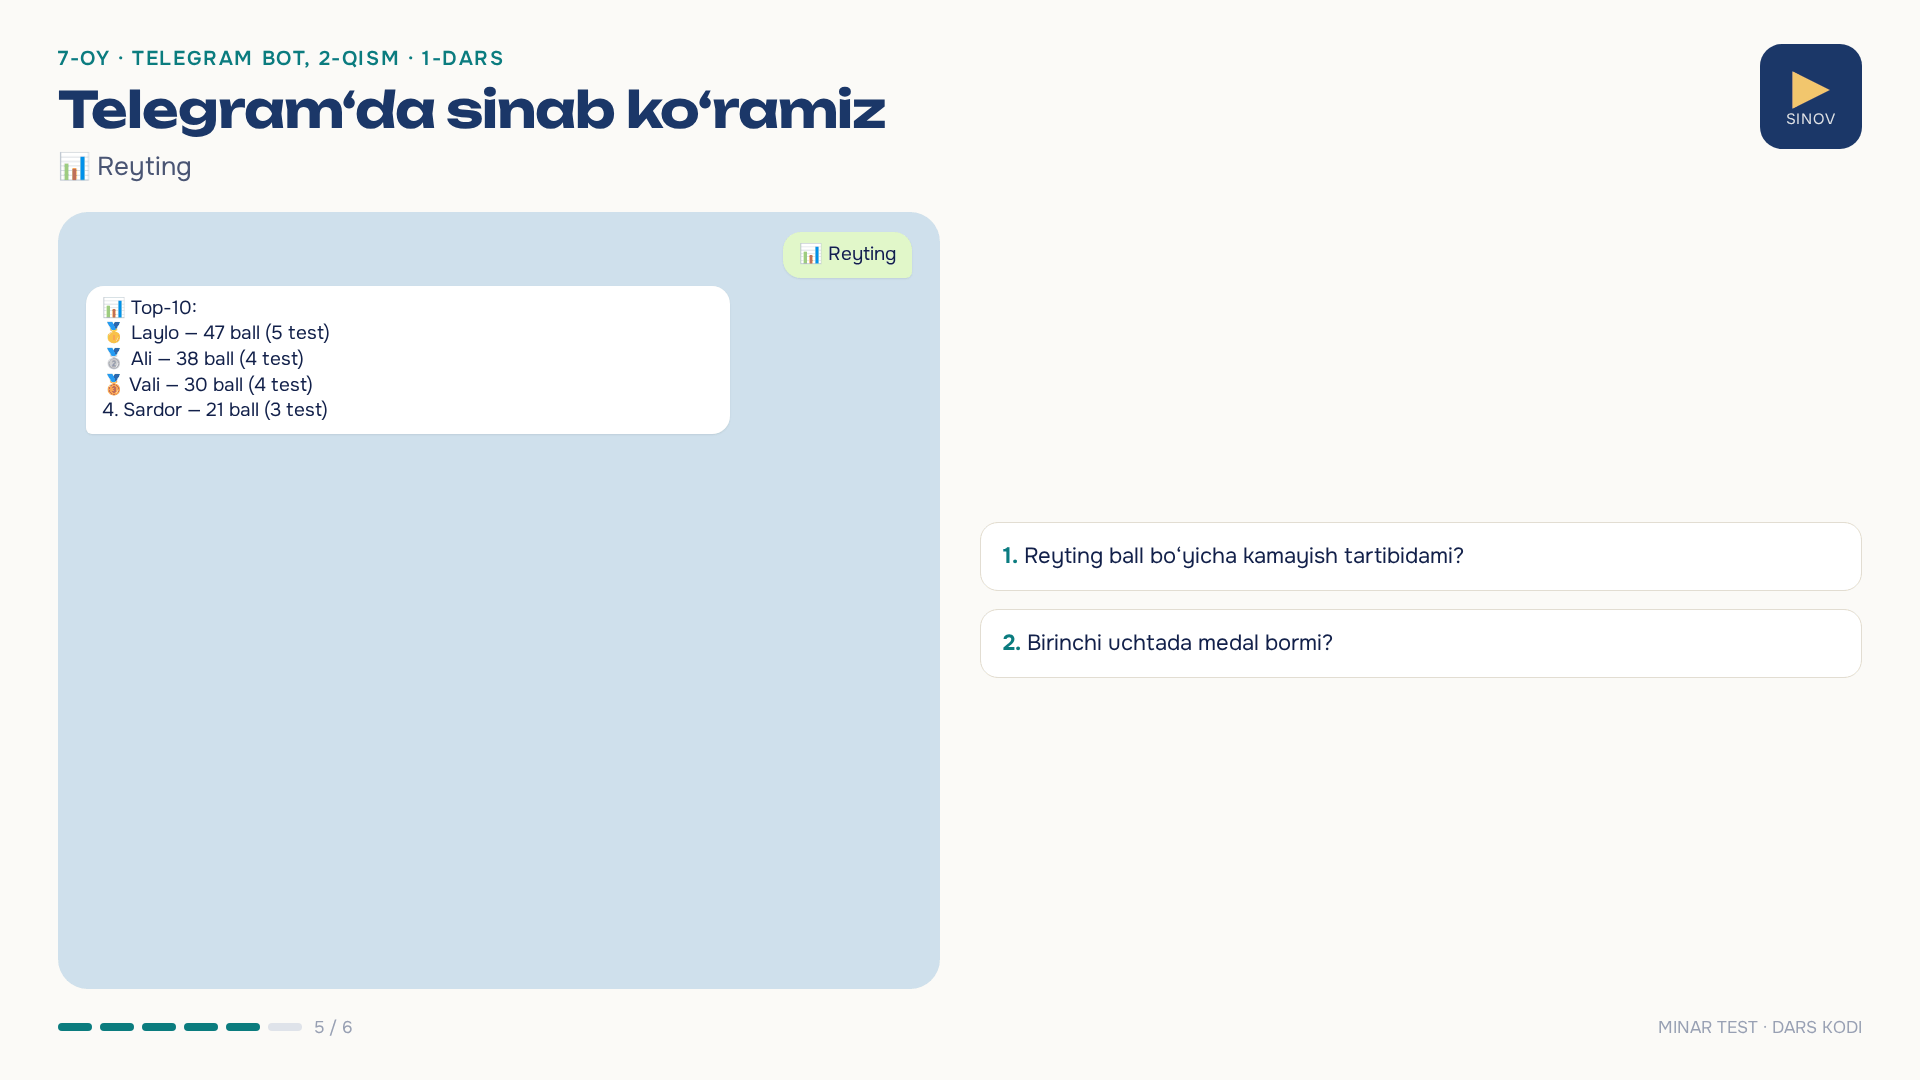 7-OY · TELEGRAM BOT, 2-QISM · 1-DARS
Telegram‘da sinab ko‘ramiz
📊 Reyting
SINOV
📊 Reyting
📊 Top-10:
🥇 Laylo — 47 ball (5 test)
🥈 Ali — 38 ball (4 test)
🥉 Vali — 30 ball (4 test)
4. Sardor — 21 ball (3 test)
1. Reyting ball bo‘yicha kamayish tartibidami?
2. Birinchi uchtada medal bormi?
5 / 6
MINAR TEST · DARS KODI